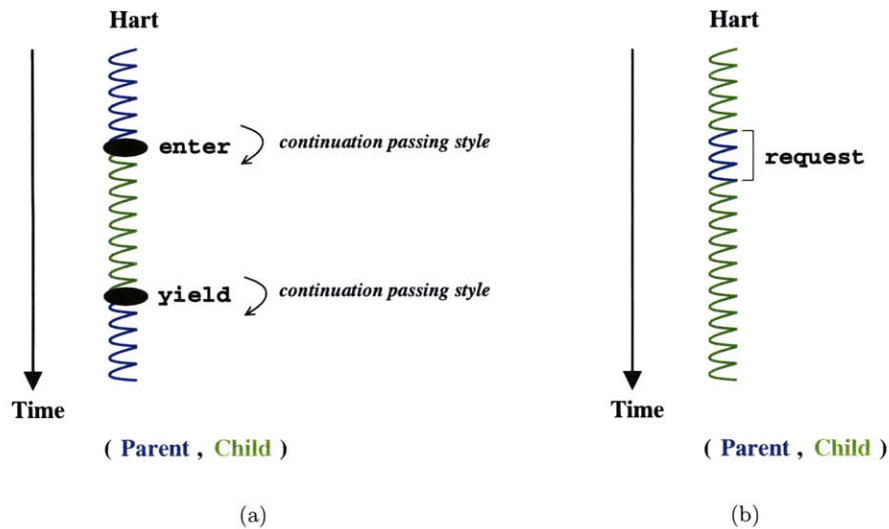 Hart
enter
continuation passing style
yield
continuation passing style
Time
( Parent , Child )
(a)
Hart
request
Time
( Parent , Child )
(b)